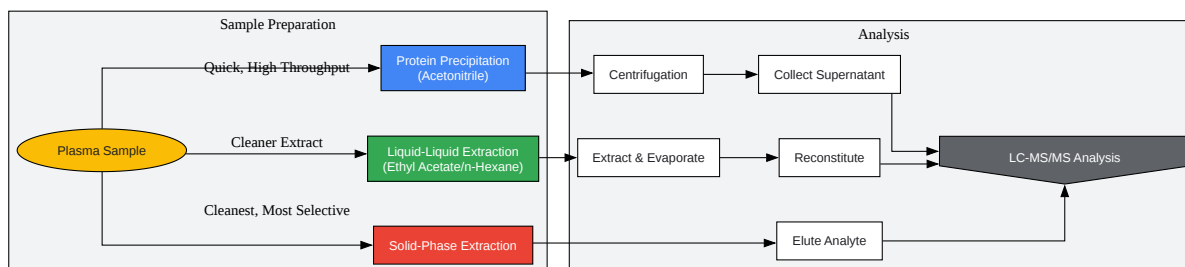 Sample Preparation
Analysis
Quick, High Throughput
Protein Precipitation
(Acetonitrile)
Centrifugation
Collect Supernatant
Plasma Sample
Cleaner Extract
Liquid-Liquid Extraction
(Ethyl Acetate/n-Hexane)
Extract & Evaporate
Reconstitute
LC-MS/MS Analysis
Cleanest, Most Selective
Solid-Phase Extraction
Elute Analyte